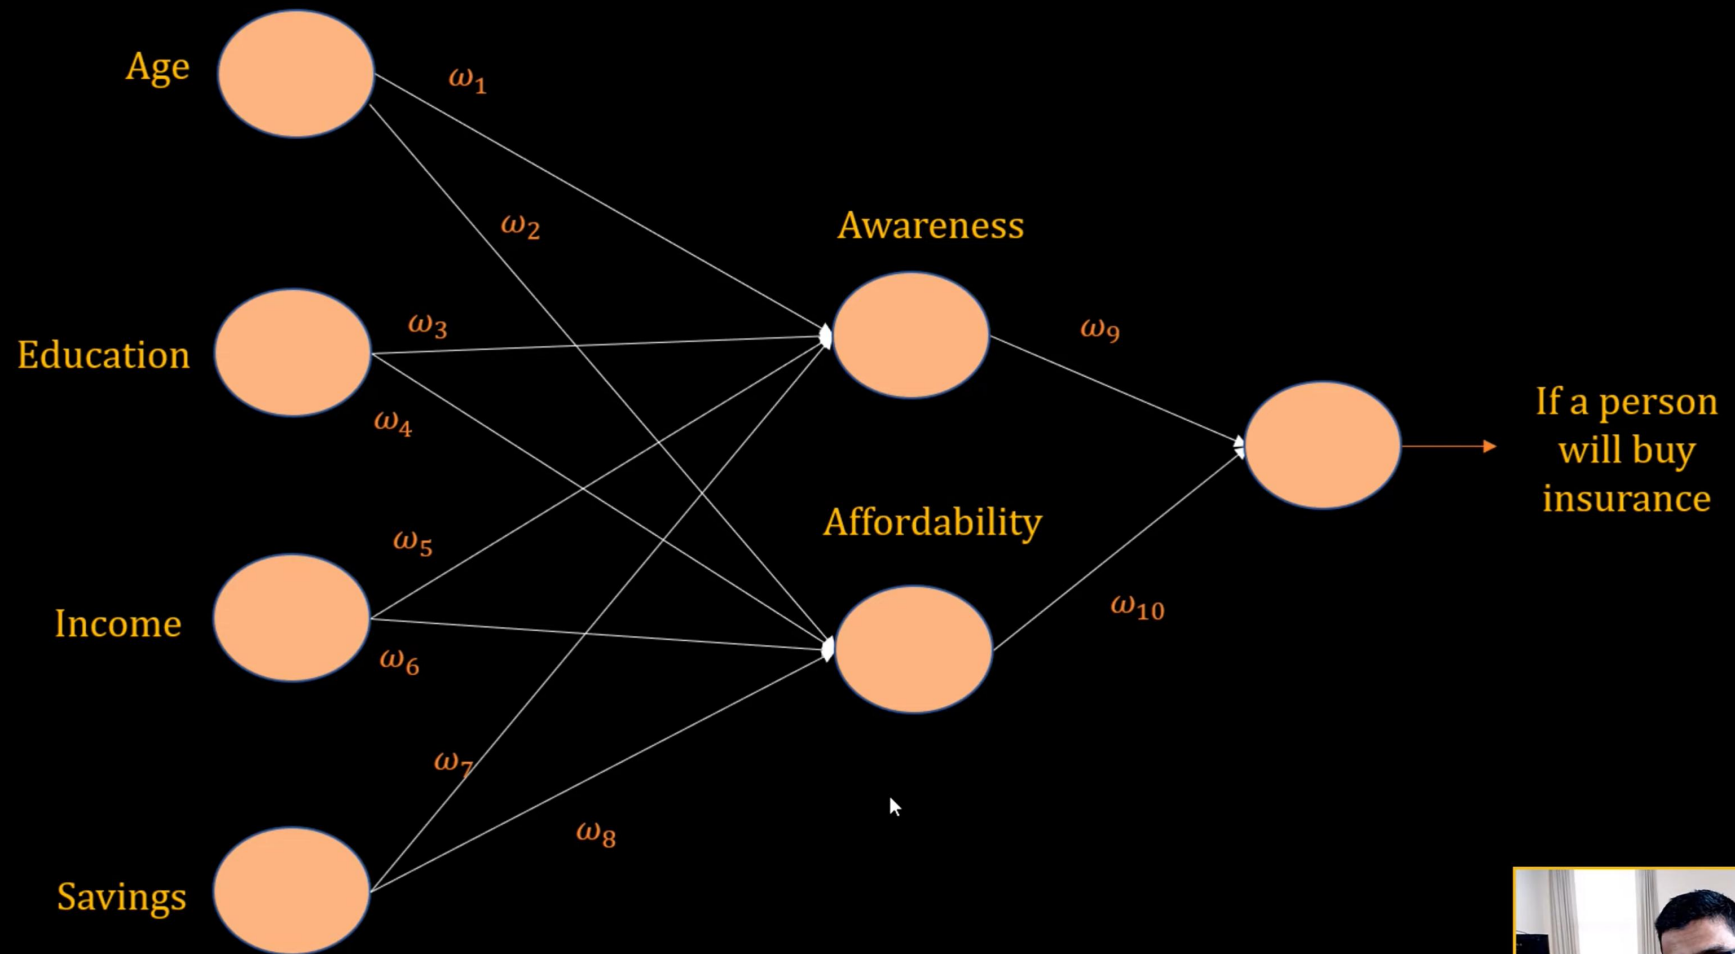 Age
ω1
ω2
Awareness
Education
ω3
ω4
ω9
If a person
will buy
insurance
Affordability
Income
ω5
ω6
ω10
ω7
ω8
Savings